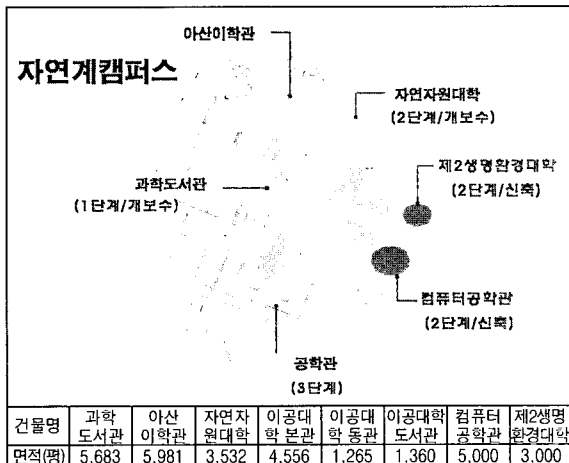 아산이학관
자연계캠퍼스
자연자원대학
(2단계/개보수)
제2생명환경대학
(2단계/신축)
과학도서관
(1단계/개보수)
컴퓨터공학관
(2단계/신축)
공학관
(3단계)
건물명 과학 도서관 아산 이학관 자연자 원대학 이공대 학 본관 이공대 학 동관 이공대학 도서관 컴퓨터 공학관 제2생명 환경대학
면적(평) 5,683 5,981 3,532 4,556 1,265 1,360 5,000 3,000